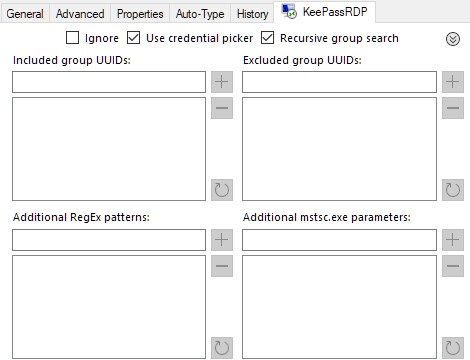 General Advanced Properties Auto-Type History KeePassRDP
Ignore Use credential picker Recursive group search
Included group UUIDs: Excluded group UUIDs:
Additional RegEx patterns: Additional mstsc.exe parameters: